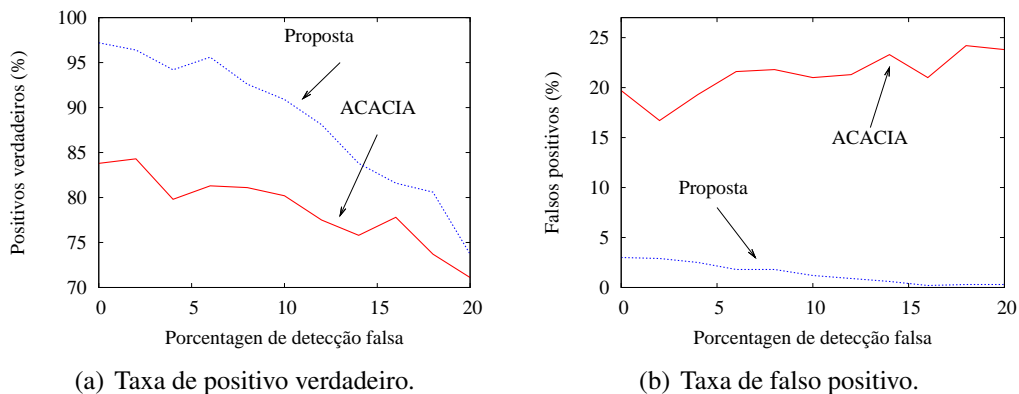 100
95
90
85
80
75
70
0 5 10 15 20
Positivos verdadeiros (%)
Porcentagen de detecção falsa
Proposta
ACACIA
(a) Taxa de positivo verdadeiro.
25
20
15
10
5
0
0 5 10 15 20
Falsos positivos (%)
Porcentagen de detecção falsa
ACACIA
Proposta
(b) Taxa de falso positivo.